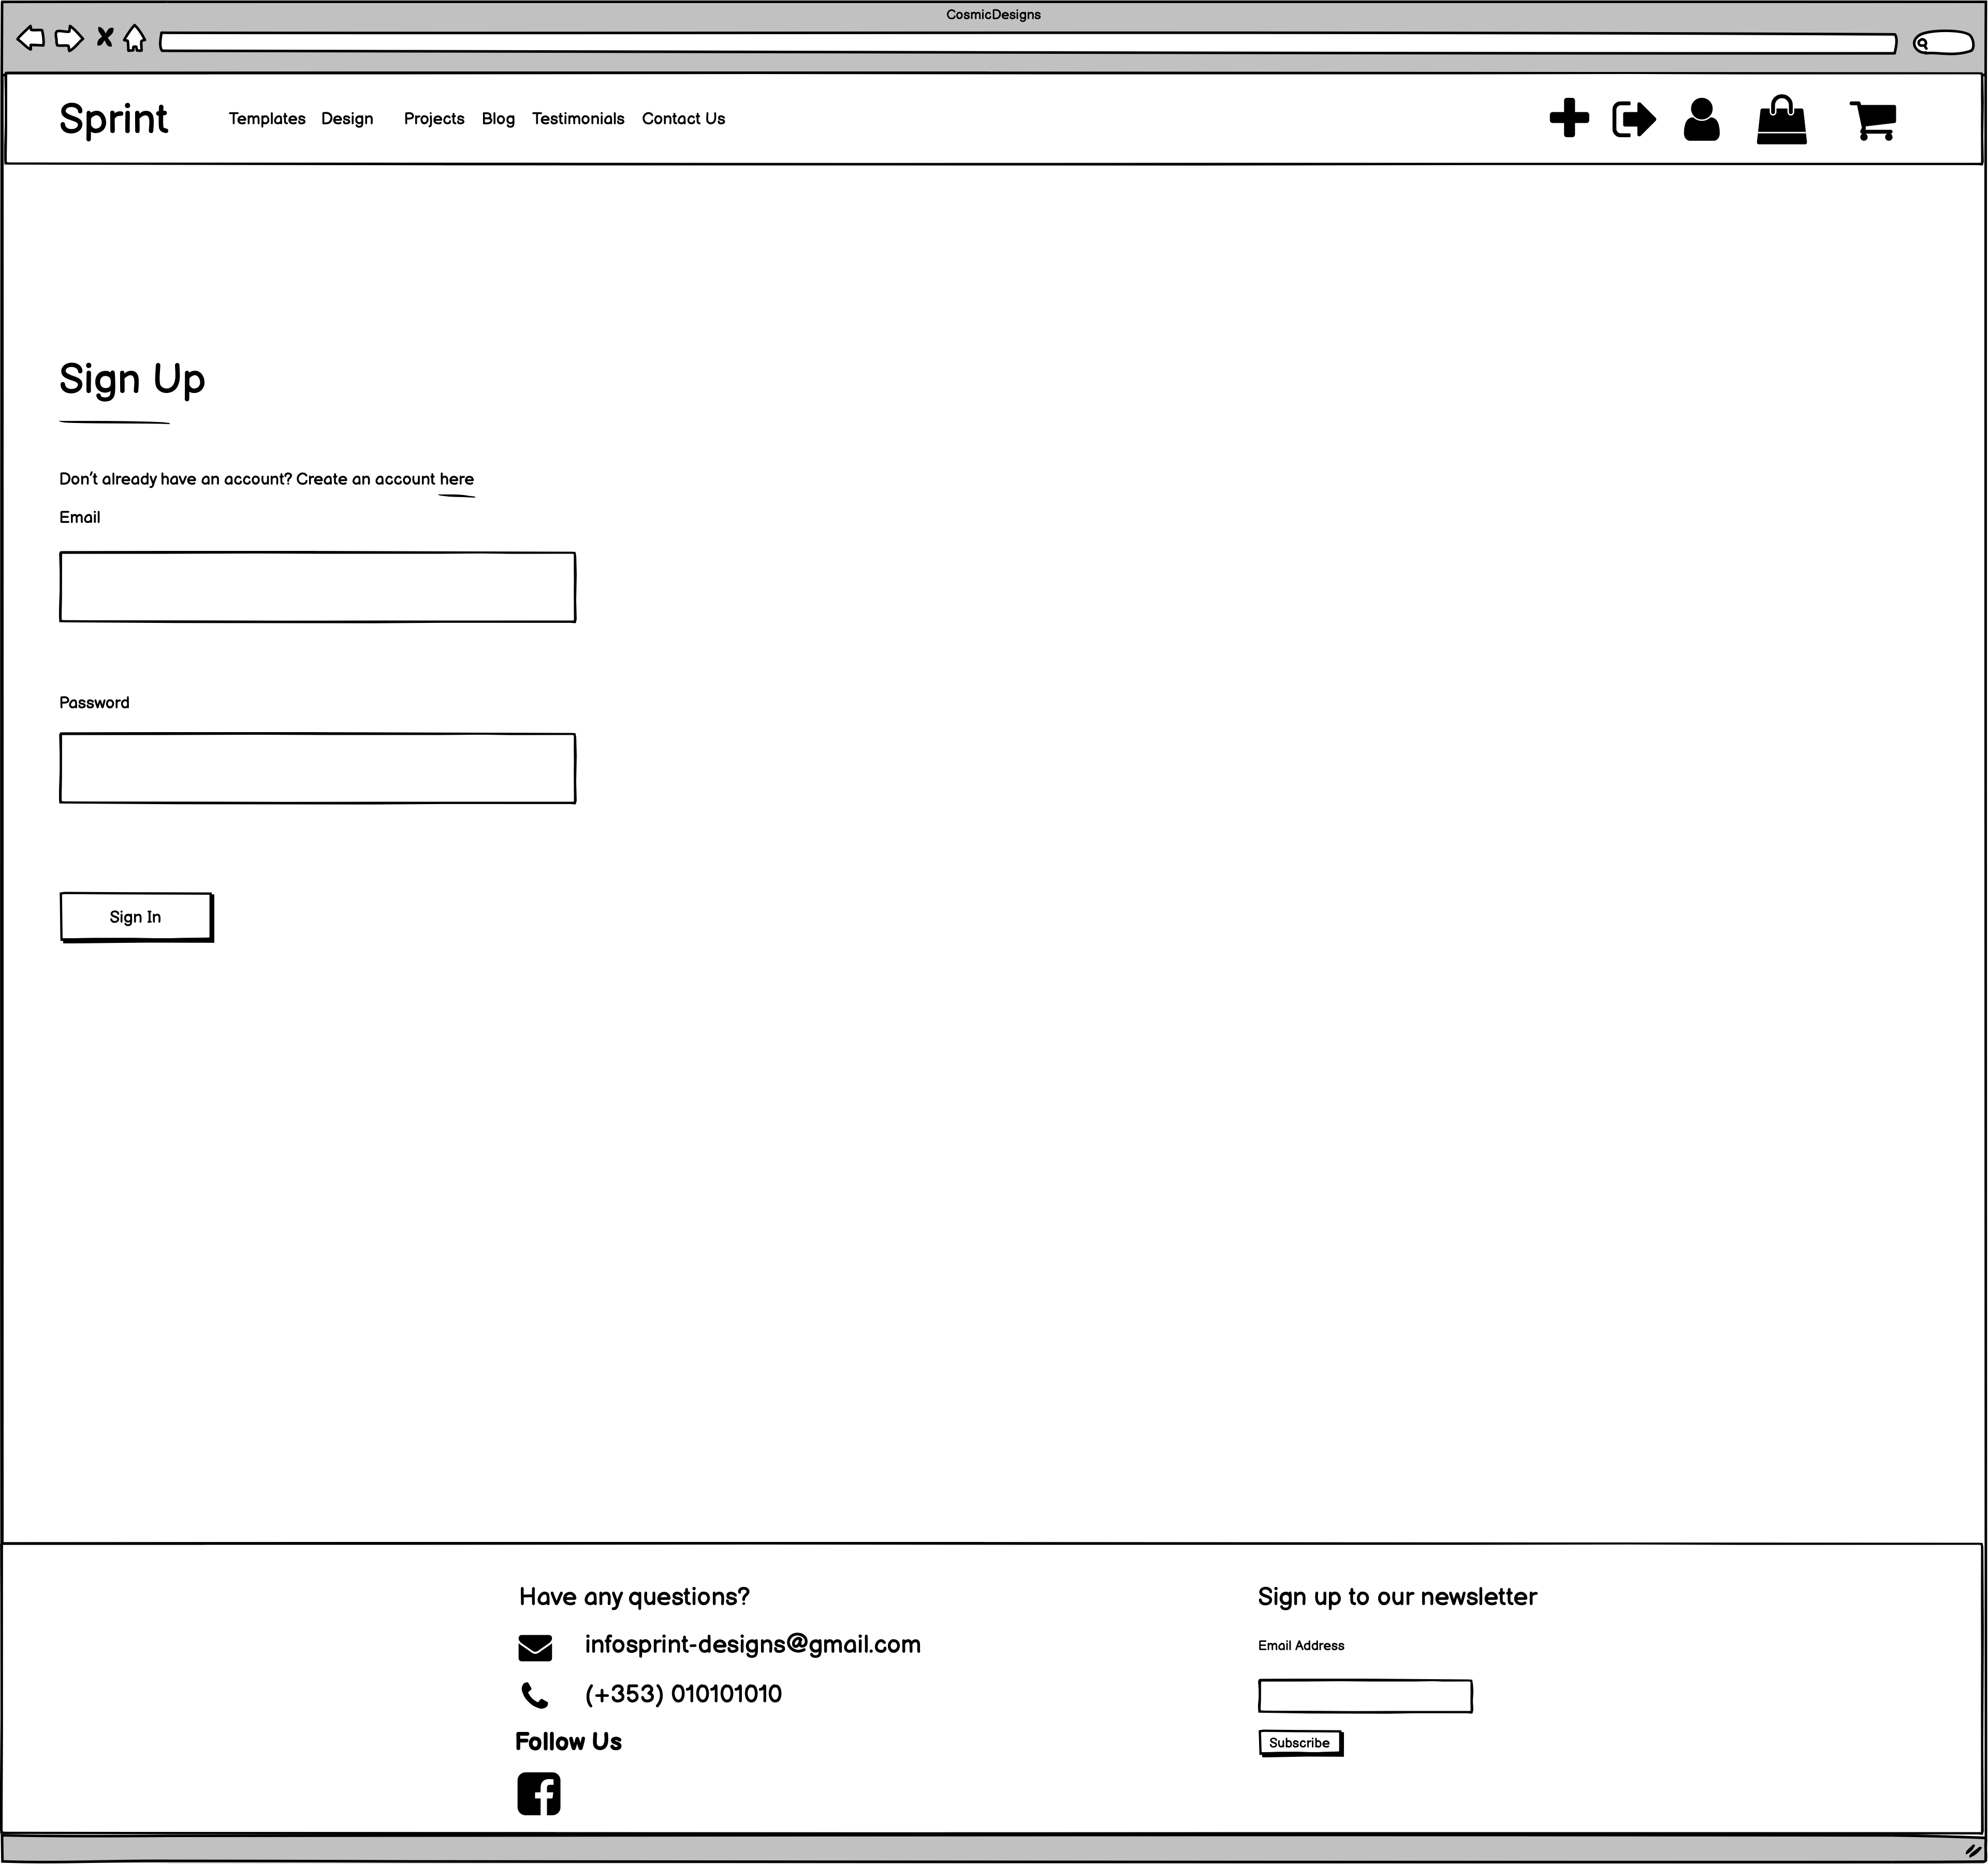 CosmicDesigns
Sprint Templates Design Projects Blog Testimonials Contact Us
Sign Up
Don't already have an account? Create an account here
Email
Password
Sign In
Have any questions?
infosprint-designs@gmail.com
(+353) 010101010
Follow Us
Sign up to our newsletter
Email Address
Subscribe